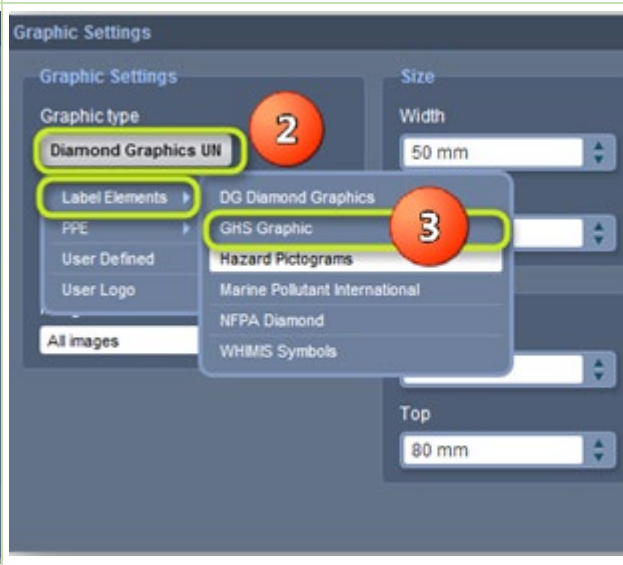 Graphic Settings
Graphic Settings
Graphic type
Diamond Graphics UN
2
Label Elements
PPE
User Defined
User Logo
All images
DG Diamond Graphics
GHS Graphic
3
Hazard Pictograms
Marine Pollutant International
NFPA Diamond
WHIMIS Symbols
Size
Width
50 mm
Top
80 mm